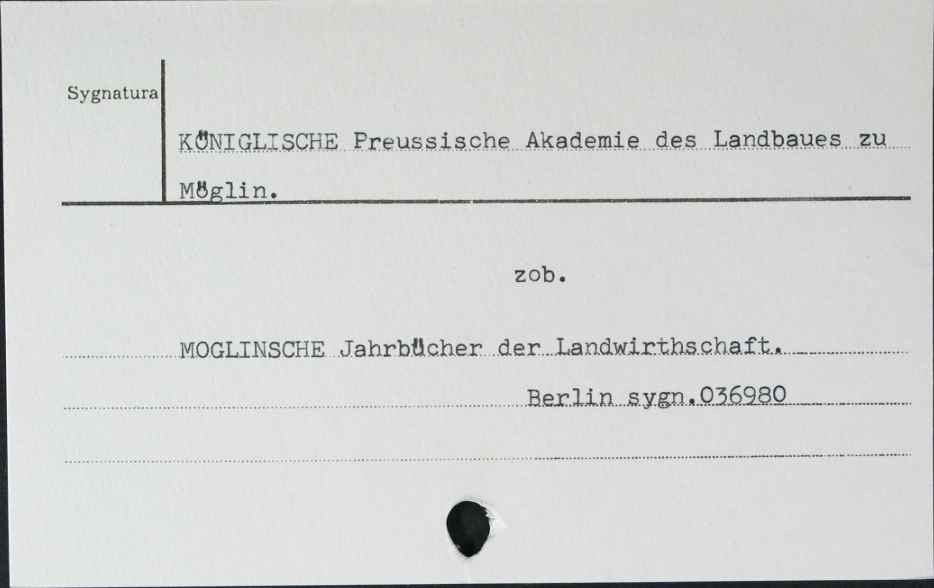 Sygnatura
KÖNIGLISCHE Preussische Akademie des Landbaues zu
Möglin.
zob.
MOGLINSCHE Jahrbücher der Landwirthschaft.
Berlin sygn.036980